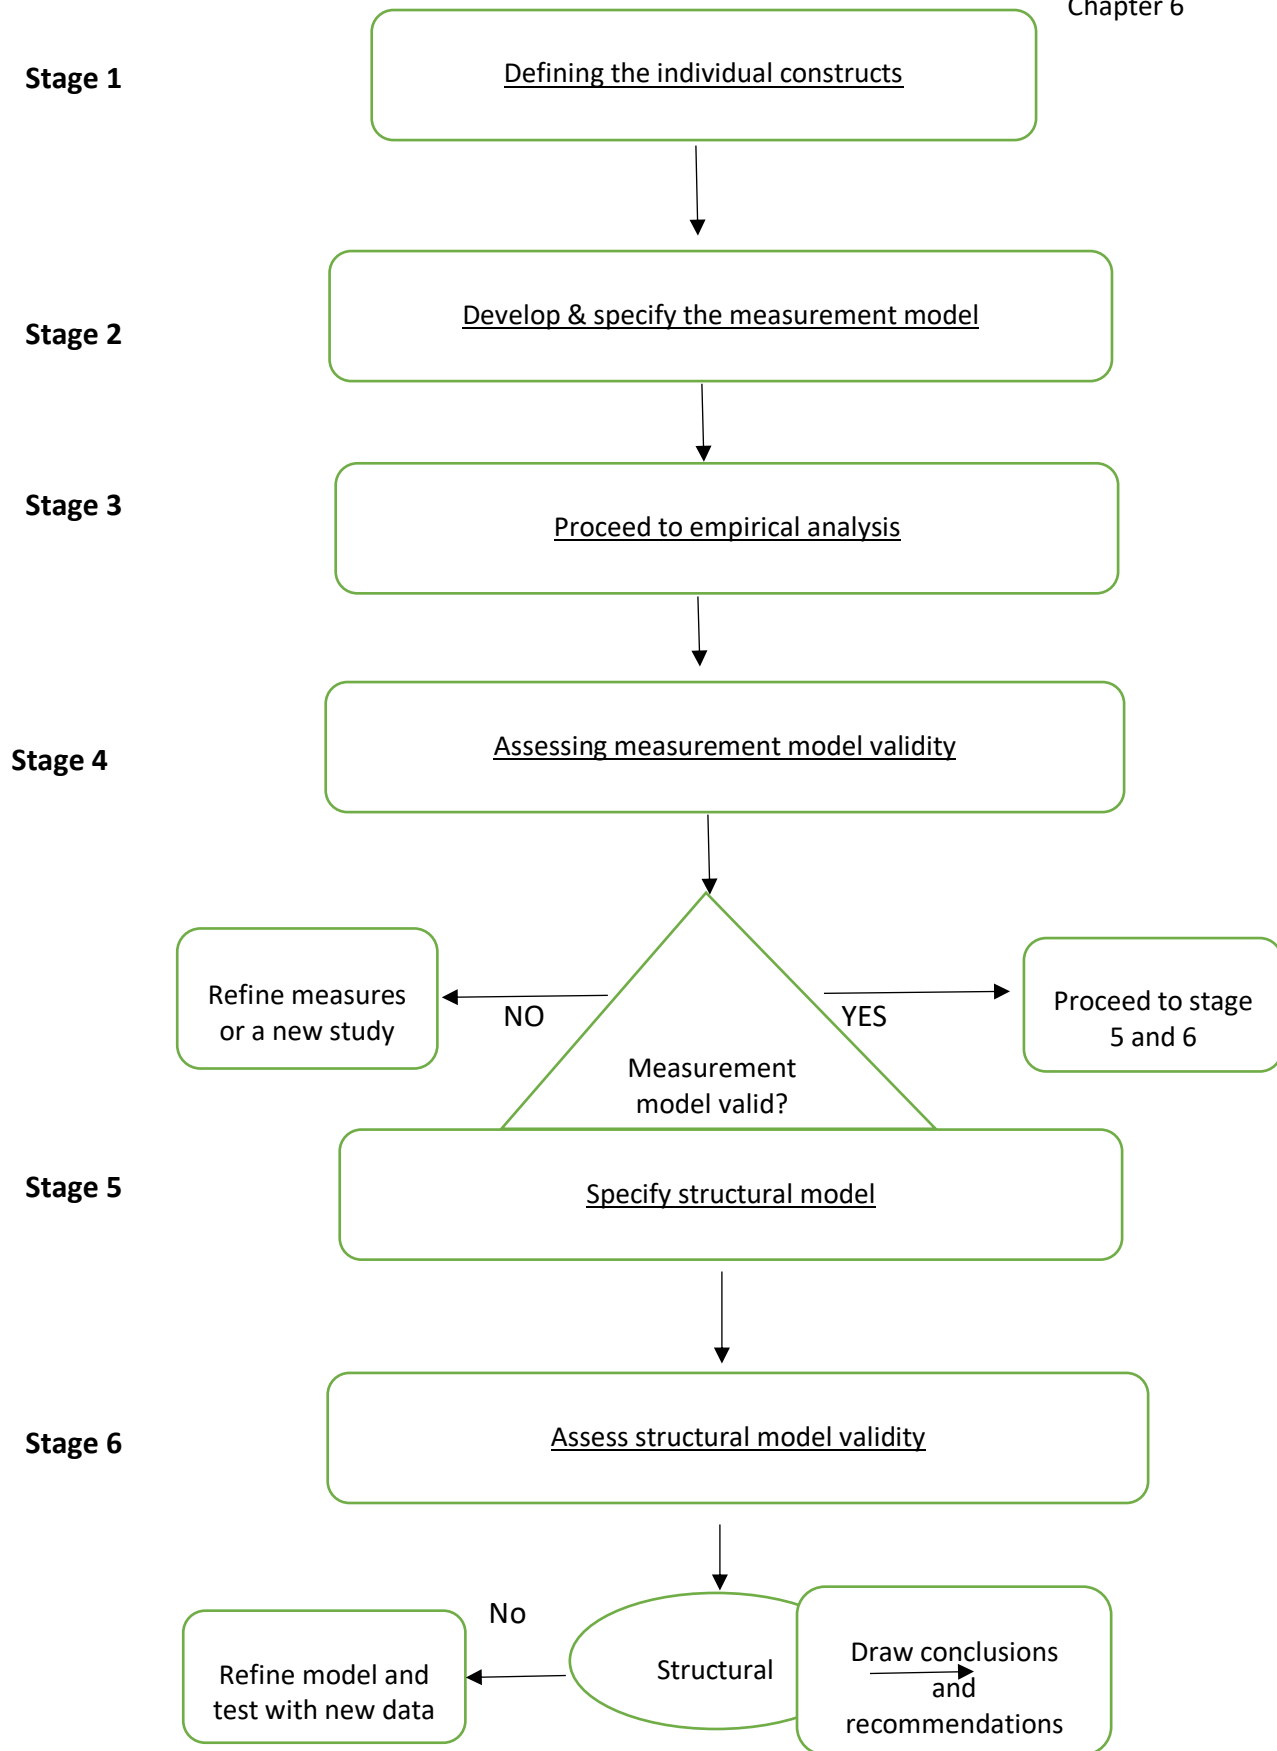 Chapter 6
Stage 1
Defining the individual constructs
Stage 2
Develop & specify the measurement model
Stage 3
Proceed to empirical analysis
Stage 4
Assessing measurement model validity
Refine measures
or a new study
NO
YES
Proceed to stage
5 and 6
Measurement
model valid?
Stage 5
Specify structural model
Stage 6
Assess structural model validity
No
Refine model and
test with new data
Structural
Draw conclusions
and
recommendations